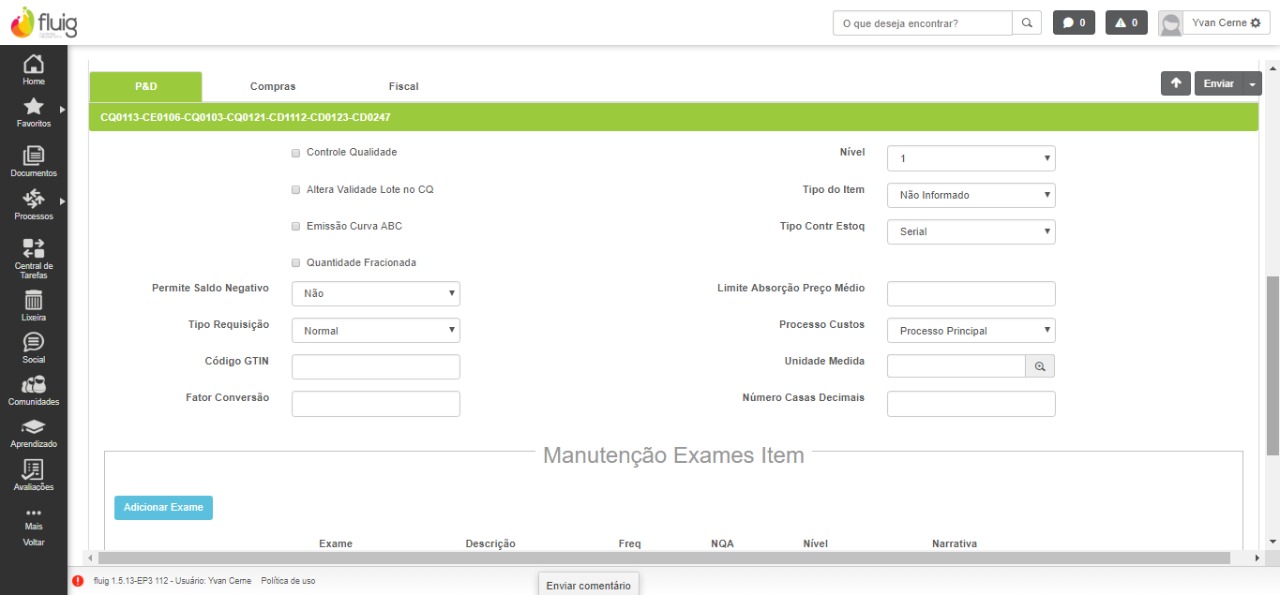 fluig
O que deseja encontrar?
0
0
Yvan Cerne
Home
Favoritos
Documentos
Processos
Central de
Tarefas
Lixeira
Social
Comunidades
Aprendizado
Avaliações
Mais
Voltar
P&D Compras Fiscal
Enviar
CQ0113-CE0106-CQ0103-CQ0121-CD1112-CD0123-CD0247
Controle Qualidade
Nível 1
Altera Validade Lote no CQ
Tipo do Item Não Informado
Emissão Curva ABC
Tipo Contr Estoq Serial
Quantidade Fracionada
Permite Saldo Negativo Não
Limite Absorção Preço Médio
Tipo Requisição Normal
Processo Custos Processo Principal
Código GTIN
Unidade Medida
Fator Conversão
Número Casas Decimais
Manutenção Exames Item
Adicionar Exame
Exame Descrição Freq NQA Nível Narrativa
fluig 1.5.13-EP3 112 - Usuário: Yvan Cerne Política de uso
Enviar comentário